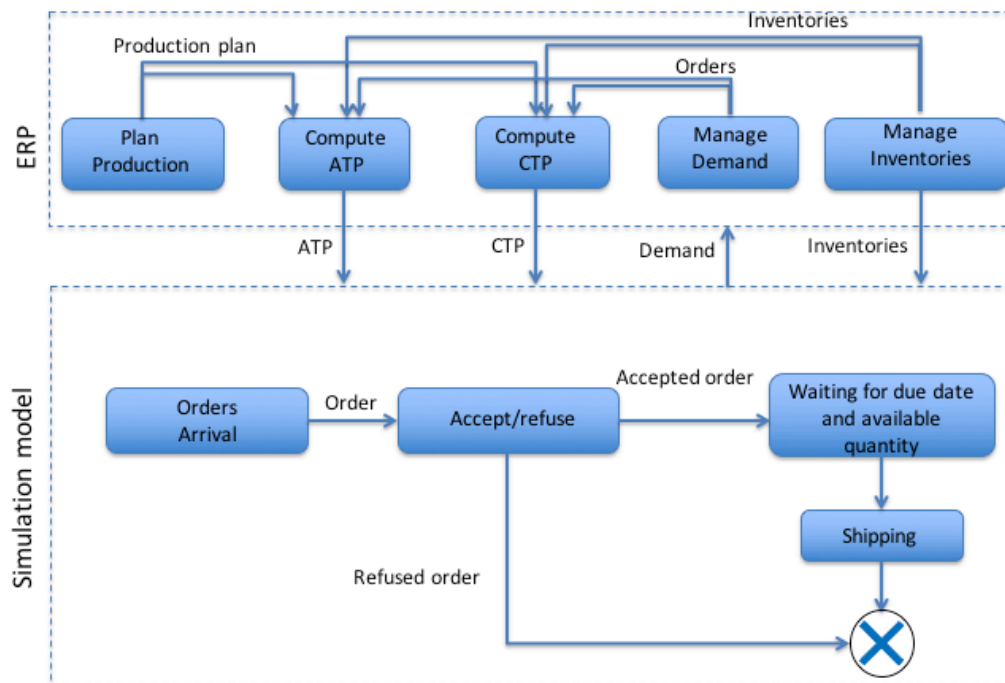 Inventories
Production plan
Orders
ERP
Plan
Production
Compute
ATP
Compute
CTP
Manage
Demand
Manage
Inventories
ATP
CTP
Demand
Inventories
Simulation model
Orders
Arrival
Order
Accept/refuse
Accepted order
Waiting for due date
and available
quantity
Shipping
Refused order